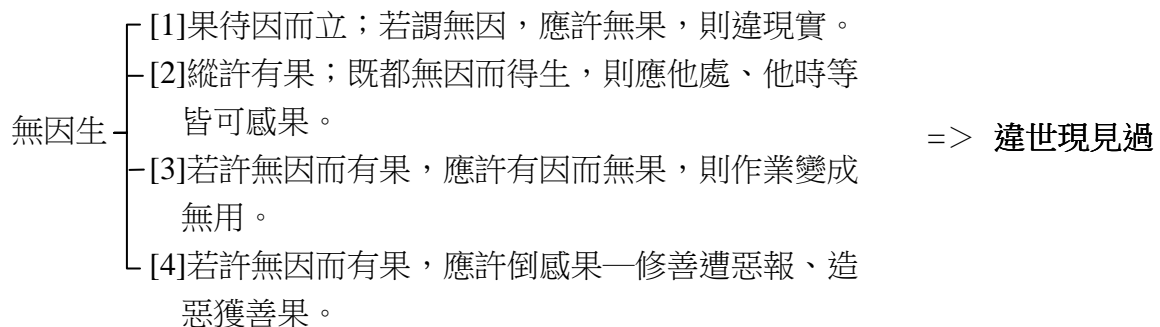 [1]果待因而立；若謂無因，應許無果，則違現實。
[2]縱許有果；既都無因而得生，則應他處、他時等
皆可感果。
無因生
=> 違世現見過
[3]若許無因而有果，應許有因而無果，則作業變成
無用。
[4]若許無因而有果，應許倒感果─修善遭惡報、造
惡獲善果。